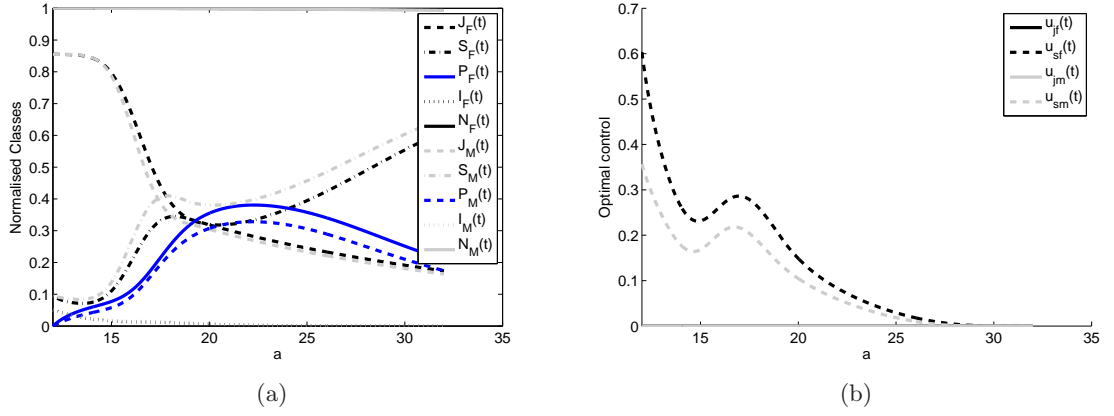 1
0.9
0.8
0.7
0.6
0.5
0.4
0.3
0.2
0.1
0
Normalised Classes
15 20 25 30 35
a
J_F(t)
S_F(t)
P_F(t)
I_F(t)
N_F(t)
J_M(t)
S_M(t)
P_M(t)
I_M(t)
N_M(t)
(a)
0.7
0.6
0.5
0.4
0.3
0.2
0.1
0
Optimal control
15 20 25 30 35
a
u_jf(t)
u_sf(t)
u_jm(t)
u_sm(t)
(b)